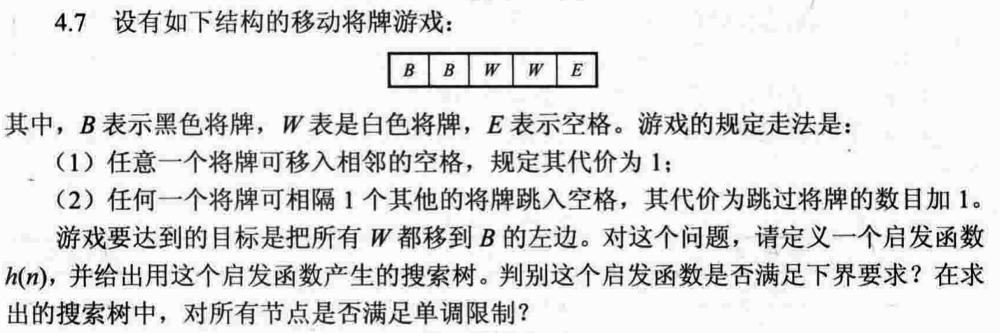 4.7 设有如下结构的移动将牌游戏：
B B W W E
其中，B 表示黑色将牌，W 表是白色将牌，E 表示空格。游戏的规定走法是：
（1）任意一个将牌可移入相邻的空格，规定其代价为 1；
（2）任何一个将牌可相隔 1 个其他的将牌跳入空格，其代价为跳过将牌的数目加 1。
游戏要达到的目标是把所有 W 都移到 B 的左边。对这个问题，请定义一个启发函数
h(n)，并给出用这个启发函数产生的搜索树。判别这个启发函数是否满足下界要求？在求
出的搜索树中，对所有节点是否满足单调限制？